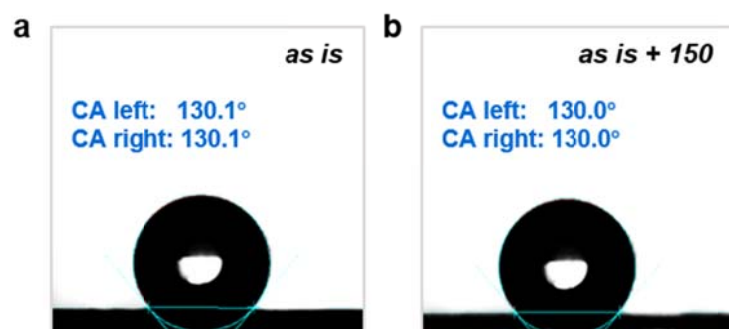 a
as is
CA left: 130.1°
CA right: 130.1°
b
as is + 150
CA left: 130.0°
CA right: 130.0°